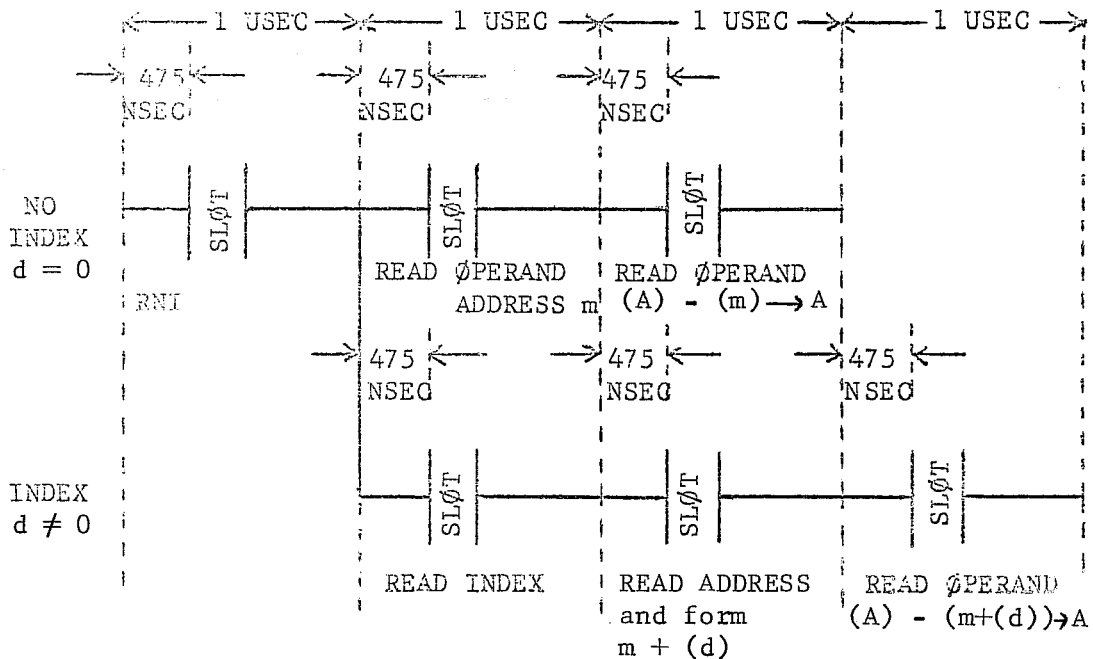 1 USEC 1 USEC 1 USEC 1 USEC
475 475 475
NSEC NSEC NSEC
SLØT SLØT SLØT
NO
INDEX
d = 0
READ ØPERAND READ ØPERAND
RNI ADDRESS m (A) - (m) → A
475 475 475
NSEC NSEC NSEC
SLØT SLØT SLØT
INDEX
d ≠ 0
READ INDEX READ ADDRESS READ ØPERAND
and form (A) - (m+(d))→A
m + (d)